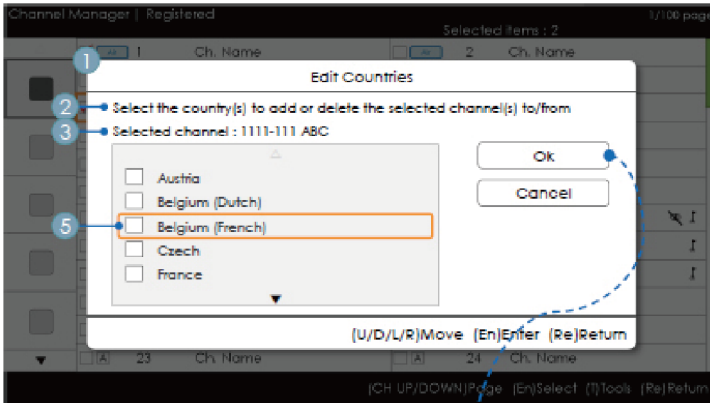 Channel Manager | Registered
Selected items : 2
1/100 page
1 Ch. Name
2 Ch. Name
1
Edit Countries
2 Select the country(s) to add or delete the selected channel(s) to/from
3 Selected channel : 1111-111 ABC
Ok
Cancel
Austria
Belgium (Dutch)
5 Belgium (French)
Czech
France
(U/D/L/R)Move (En)Enter (Re)Return
A 23 Ch. Name
A 24 Ch. Name
(CH UP/DOWN)Page (En)Select (T)Tools (Re)Return